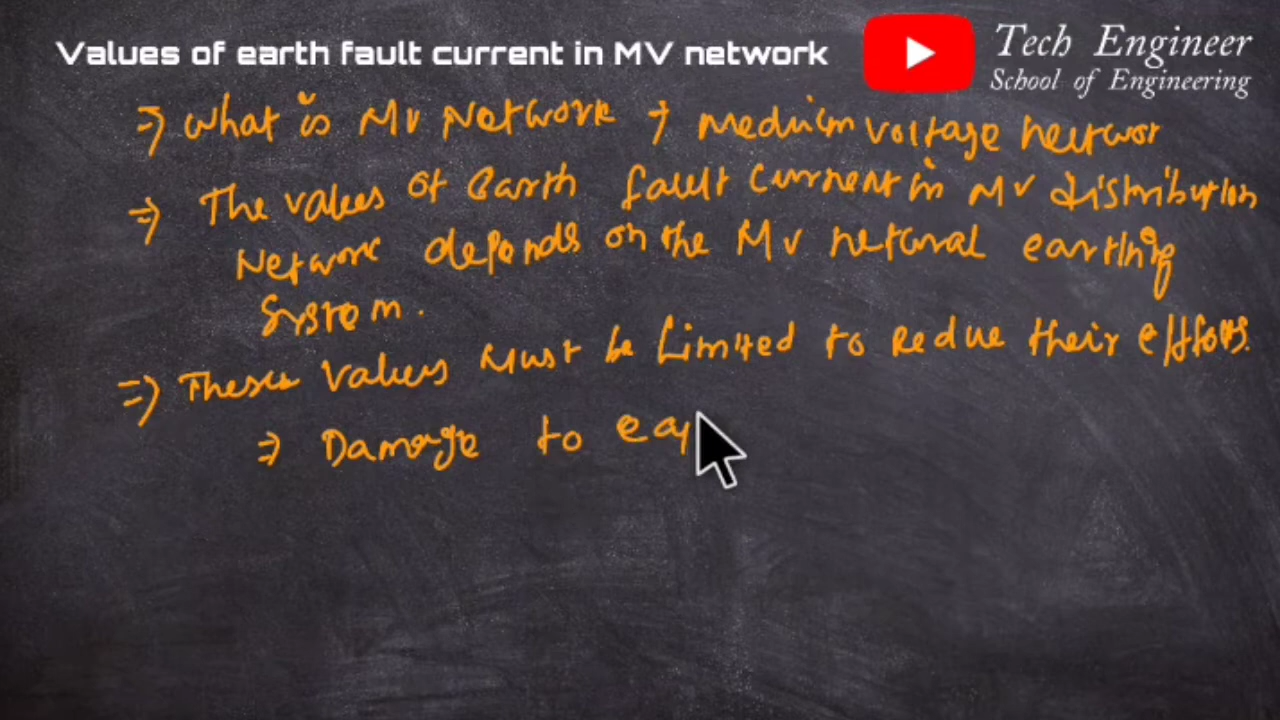 Values of earth fault current in MV network
Tech Engineer
School of Engineering
⇒ What is MV Network → Medium voltage networ
⇒ The values of Earth fault current in MV distribution
Network depends on the MV netural earthing
System.
⇒ These values Must be Limited to Redue their
⇒ Damage to